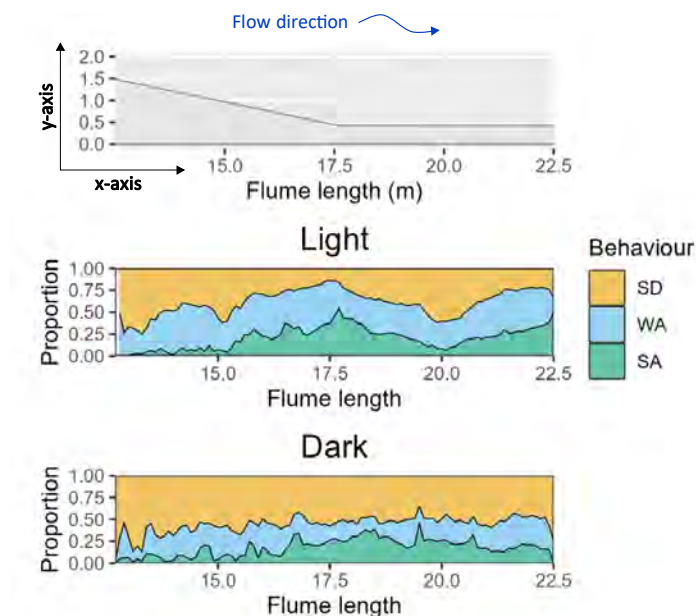 Flow direction
2.0
1.5
1.0
0.5
0.0
y-axis
x-axis
15.0 17.5 20.0 22.5
Flume length (m)
Light
Behaviour
SD
WA
SA
1.00
0.75
0.50
0.25
0.00
Proportion
15.0 17.5 20.0 22.5
Flume length
Dark
1.00
0.75
0.50
0.25
0.00
Proportion
15.0 17.5 20.0 22.5
Flume length